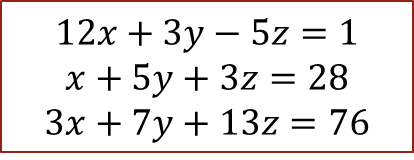 12x + 3y − 5z = 1
x + 5y + 3z = 28
3x + 7y + 13z = 76